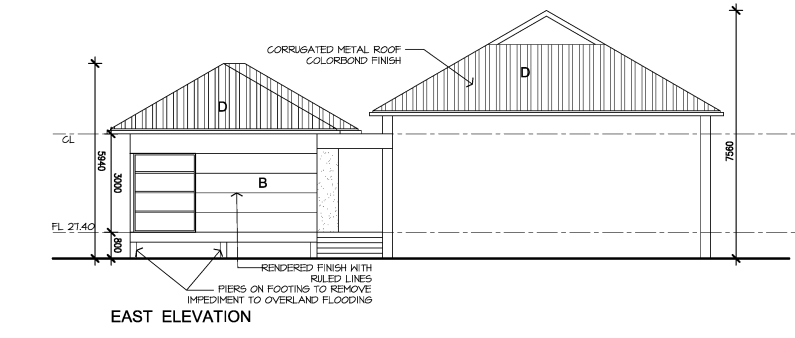 CORRUGATED METAL ROOF
COLORBOND FINISH
D
D
CL
5940
3000
7590
B
FL 27.40
800
RENDERED FINISH WITH
RULED LINES
PIERS ON FOOTING TO REMOVE
IMPEDIMENT TO OVERLAND FLOODING
EAST ELEVATION